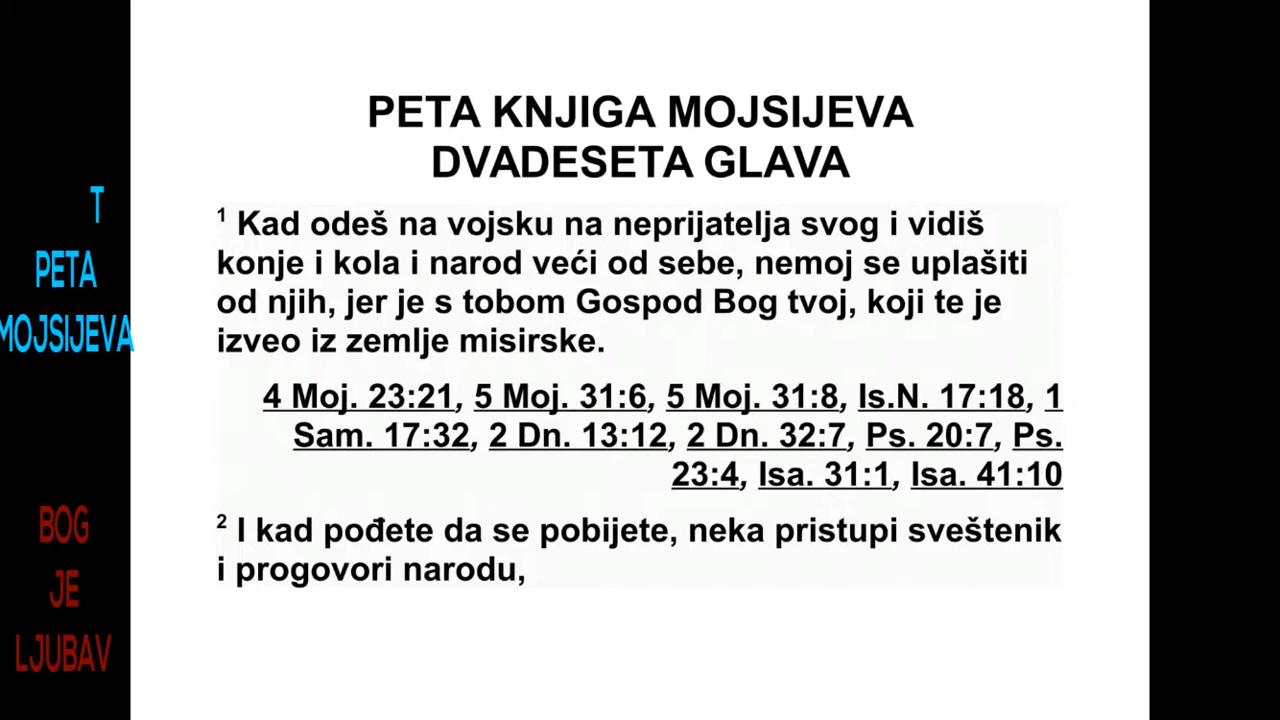 PETA KNJIGA MOJSIJEVA
DVADESETA GLAVA
1 Kad odeš na vojsku na neprijatelja svog i vidiš
konje i kola i narod veći od sebe, nemoj se uplašiti
od njih, jer je s tobom Gospod Bog tvoj, koji te je
izveo iz zemlje misirske.
4 Moj. 23:21, 5 Moj. 31:6, 5 Moj. 31:8, Is.N. 17:18, 1
Sam. 17:32, 2 Dn. 13:12, 2 Dn. 32:7, Ps. 20:7, Ps.
23:4, Isa. 31:1, Isa. 41:10
2 I kad pođete da se pobijete, neka pristupi sveštenik
i progovori narodu,
T
PETA
MOJSIJEVA
BOG
JE
LJUBAV